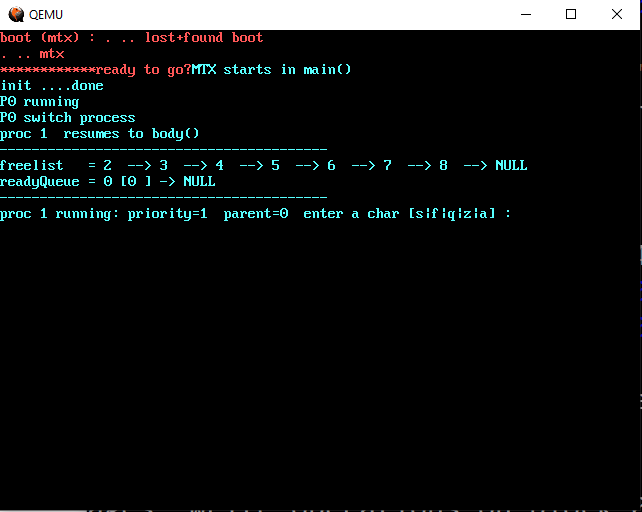 QEMU
boot (mtx) : . .. lost+found boot
. .. mtx
************ready to go?MTX starts in main()
init ....done
P0 running
P0 switch process
proc 1  resumes to body()
-----------------------------------------
freelist   = 2  --> 3  --> 4  --> 5  --> 6  --> 7  --> 8  --> NULL
readyQueue = 0 [0 ] -> NULL
-----------------------------------------
proc 1 running: priority=1  parent=0  enter a char [s|f|q|z|a] :